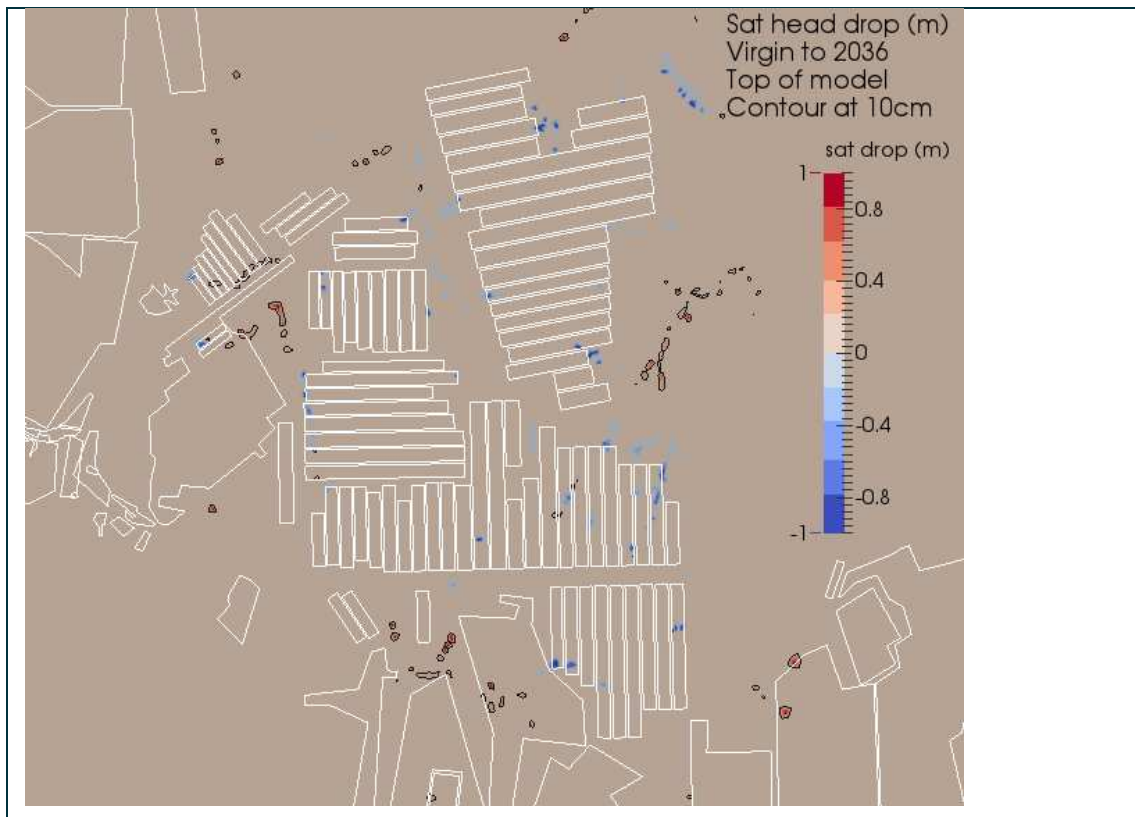 Sat head drop (m)
Virgin to 2036
Top of model
Contour at 10cm
sat drop (m)
1
0.8
0.4
0
-0.4
-0.8
-1